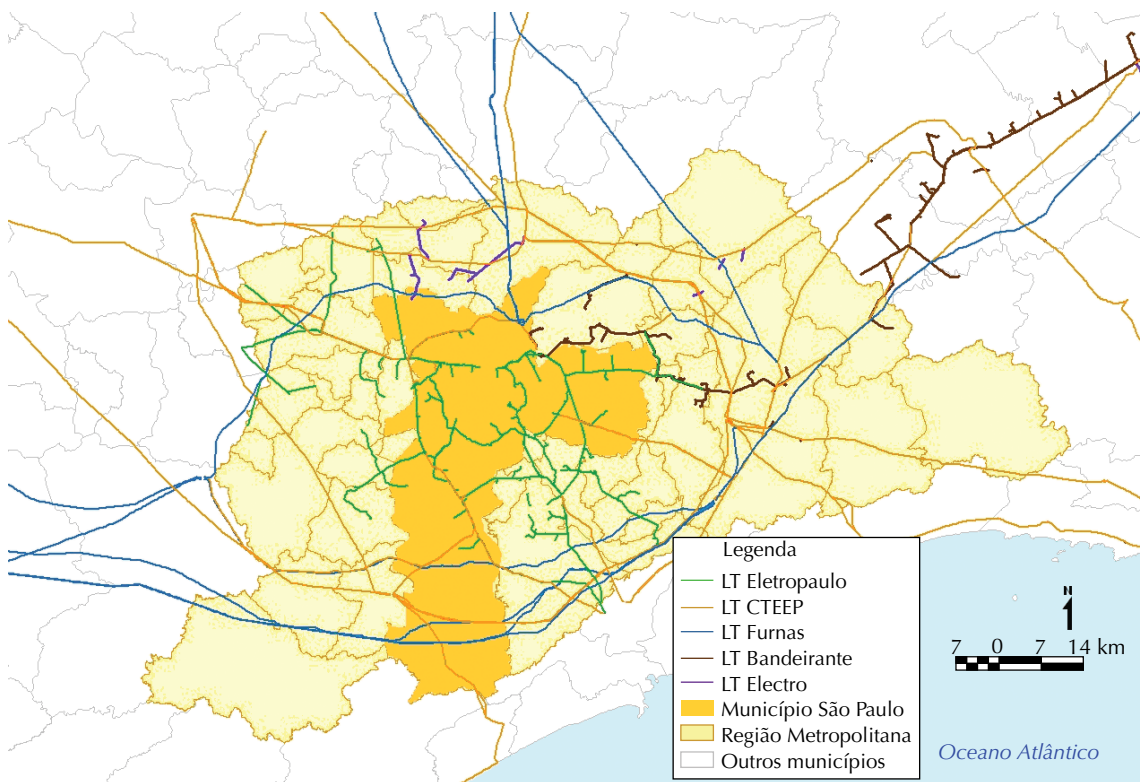 Legenda
LT Eletropaulo
LT CTEEP
LT Furnas
LT Bandeirante
LT Electro
Município São Paulo
Região Metropolitana
Outros municípios
N
7 0 7 14 km
Oceano Atlântico